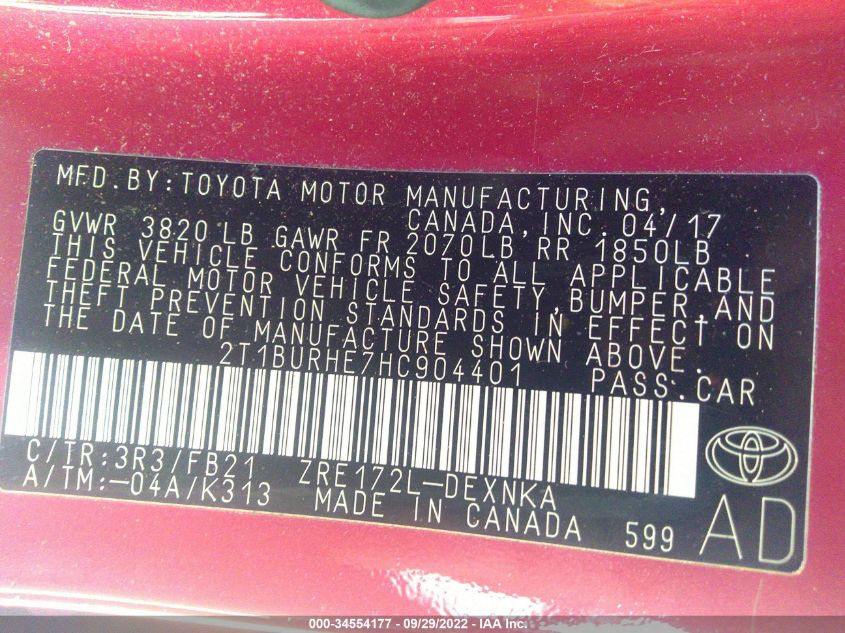 MFD.BY:TOYOTA MOTOR MANUFACTURING,
CANADA,INC. 04/17
GVWR 3820 LB GAWR FR 2070LB RR 1850LB
THIS VEHICLE CONFORMS TO ALL APPLICABLE
FEDERAL MOTOR VEHICLE SAFETY,BUMPER,AND
THEFT PREVENTION STANDARDS IN EFFECT ON
THE DATE OF MANUFACTURE SHOWN ABOVE.
2T1BURHE7HC904401 PASS.CAR
C/TR:3R3/FB21 ZRE172L-DEXNKA
A/TM:-04A/K313 MADE IN CANADA 599
AD
000-34554177 - 09/29/2022 - IAA Inc.